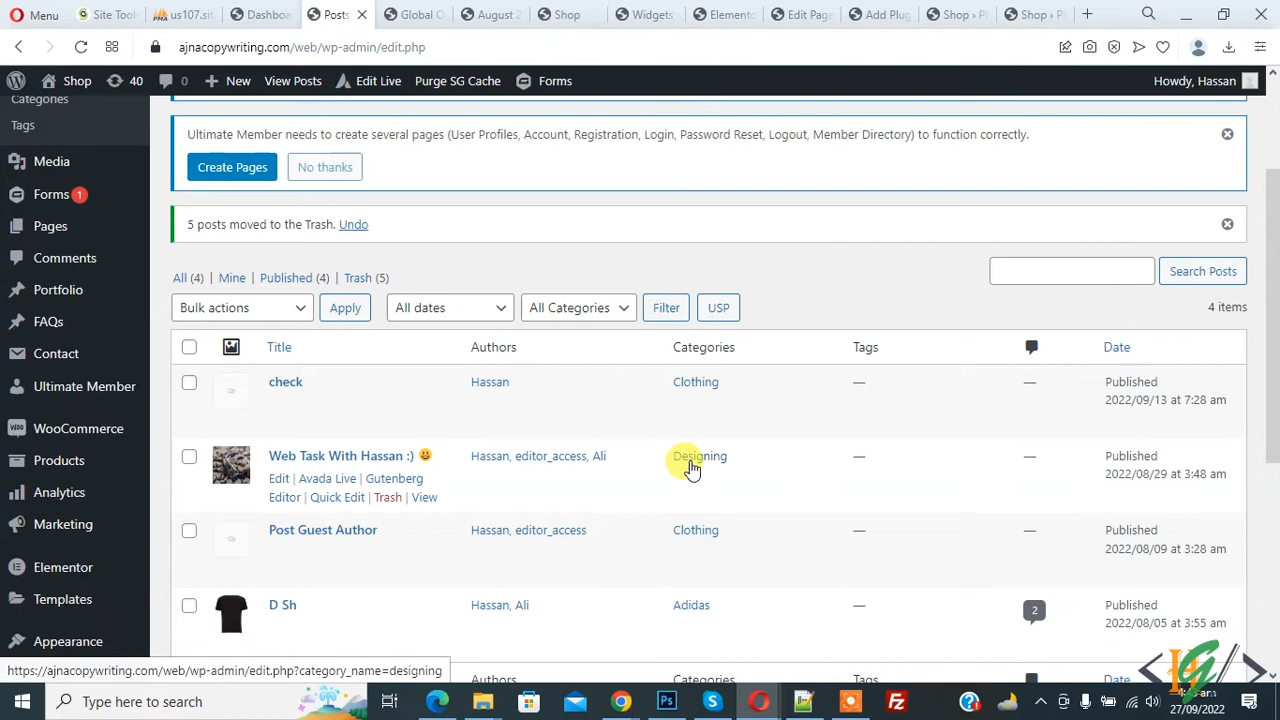 Menu
Site Tool
us107.sit
Dashboa
Posts
Global O
August 2
Shop
Widgets
Elemento
Edit Page
Add Plug
Shop › P
Shop › P
ajnacopywriting.com/web/wp-admin/edit.php
Shop 40 0 New View Posts Edit Live Purge SG Cache Forms Howdy, Hassan
Categories
Tags
Media
Forms 1
Pages
Comments
Portfolio
FAQs
Contact
Ultimate Member
WooCommerce
Products
Analytics
Marketing
Elementor
Templates
Appearance
Ultimate Member needs to create several pages (User Profiles, Account, Registration, Login, Password Reset, Logout, Member Directory) to function correctly.
Create Pages No thanks
5 posts moved to the Trash. Undo
All (4) | Mine | Published (4) | Trash (5)
Search Posts
Bulk actions Apply All dates All Categories Filter USP 4 items
Title Authors Categories Tags Date
check Hassan Clothing — — Published
2022/09/13 at 7:28 am
Web Task With Hassan :) Hassan, editor_access, Ali Designing — — Published
2022/08/29 at 3:48 am
Edit | Avada Live | Gutenberg
Editor | Quick Edit | Trash | View
Post Guest Author Hassan, editor_access Clothing — — Published
2022/08/09 at 3:28 am
D Sh Hassan, Ali Adidas — 2 Published
2022/08/05 at 3:55 am
Authors Categories Tags Date
https://ajnacopywriting.com/web/wp-admin/edit.php?category_name=designing
Type here to search
27/09/2022